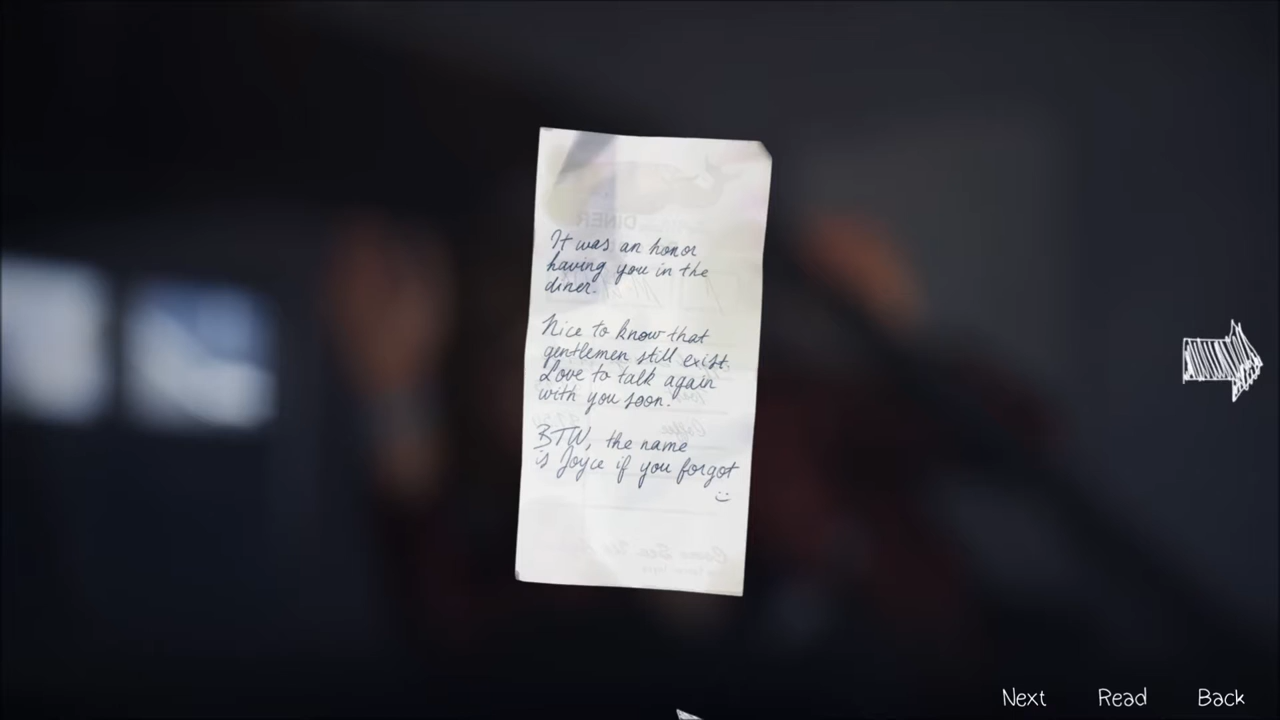 It was an honor
having you in the
diner.
Nice to know that
gentlemen still exist.
Love to talk again
with you soon.
BTW, the name
is Joyce if you forgot
:)
Next Read Back